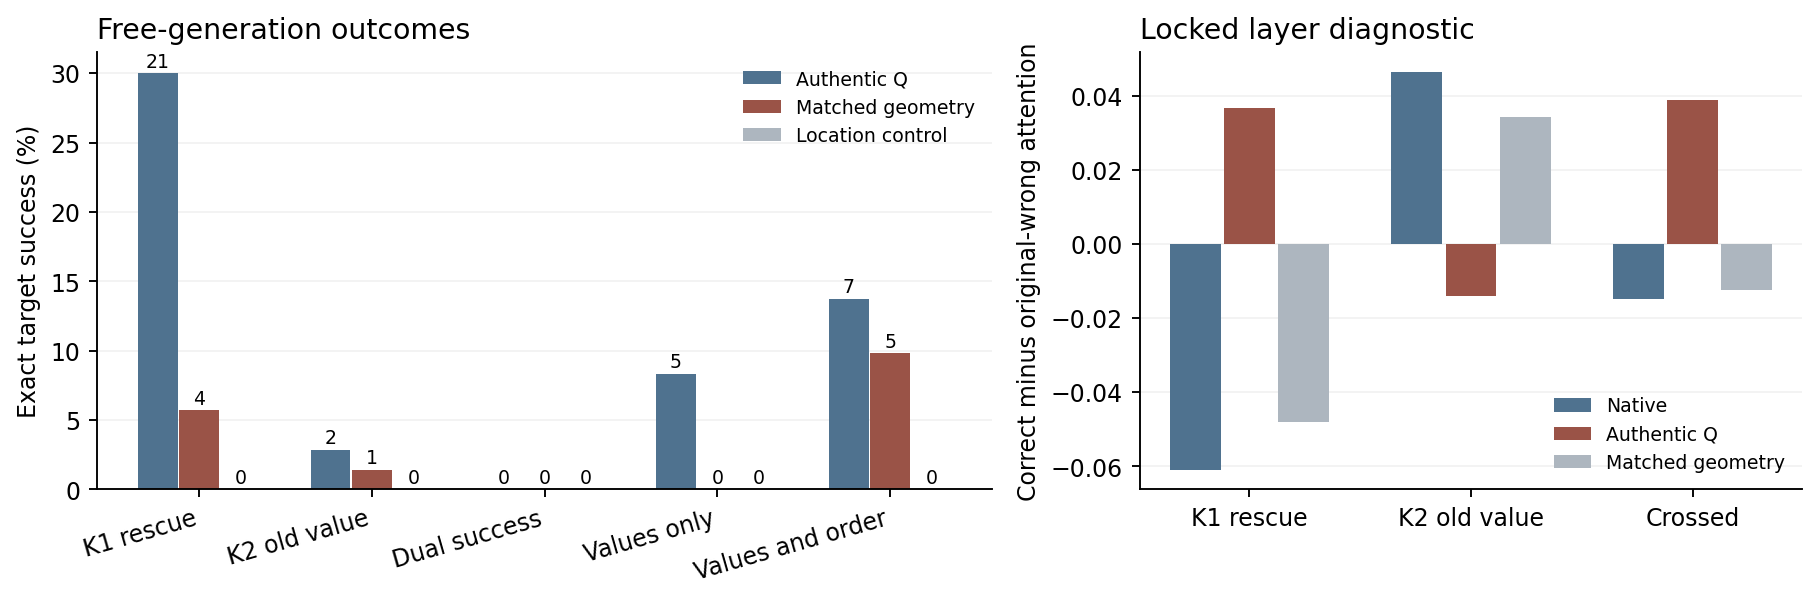 Free-generation outcomes
Exact target success (%)
30
25
20
15
10
5
0
21
4
0
2
1
0
0
0
0
5
0
0
7
5
0
Authentic Q
Matched geometry
Location control
K1 rescue
K2 old value
Dual success
Values only
Values and order
Locked layer diagnostic
Correct minus original-wrong attention
0.04
0.02
0.00
−0.02
−0.04
−0.06
Native
Authentic Q
Matched geometry
K1 rescue
K2 old value
Crossed